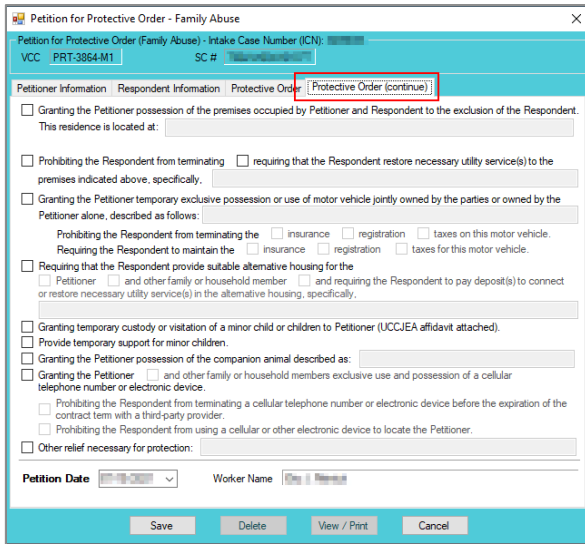 Petition for Protective Order - Family Abuse
Petition for Protective Order (Family Abuse) - Intake Case Number (ICN):
VCC PRT-3864-M1 SC #
Petitioner Information Respondent Information Protective Order Protective Order (continue)
Granting the Petitioner possession of the premises occupied by Petitioner and Respondent to the exclusion of the Respondent.
This residence is located at:
Prohibiting the Respondent from terminating requiring that the Respondent restore necessary utility service(s) to the
premises indicated above, specifically,
Granting the Petitioner temporary exclusive possession or use of motor vehicle jointly owned by the parties or owned by the
Petitioner alone, described as follows:
Prohibiting the Respondent from terminating the insurance registration taxes on this motor vehicle.
Requiring the Respondent to maintain the insurance registration taxes for this motor vehicle.
Requiring that the Respondent provide suitable alternative housing for the
Petitioner and other family or household member and requiring the Respondent to pay deposit(s) to connect
or restore necessary utility service(s) in the alternative housing, specifically,
Granting temporary custody or visitation of a minor child or children to Petitioner (UCCJEA affidavit attached).
Provide temporary support for minor children.
Granting the Petitioner possession of the companion animal described as:
Granting the Petitioner and other family or household members exclusive use and possession of a cellular
telephone number or electronic device.
Prohibiting the Respondent from terminating a cellular telephone number or electronic device before the expiration of the
contract term with a third-party provider.
Prohibiting the Respondent from using a cellular or other electronic device to locate the Petitioner.
Other relief necessary for protection:
Petition Date Worker Name
Save Delete View / Print Cancel